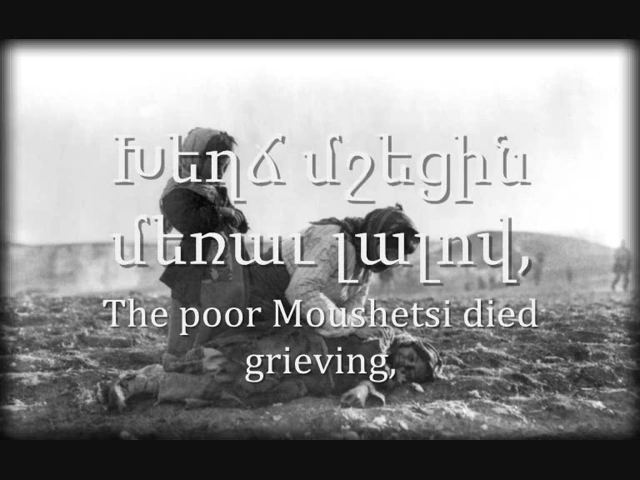 Խեղճ մշեցին
մեռաւ լալով,
The poor Moushetsi died
grieving,